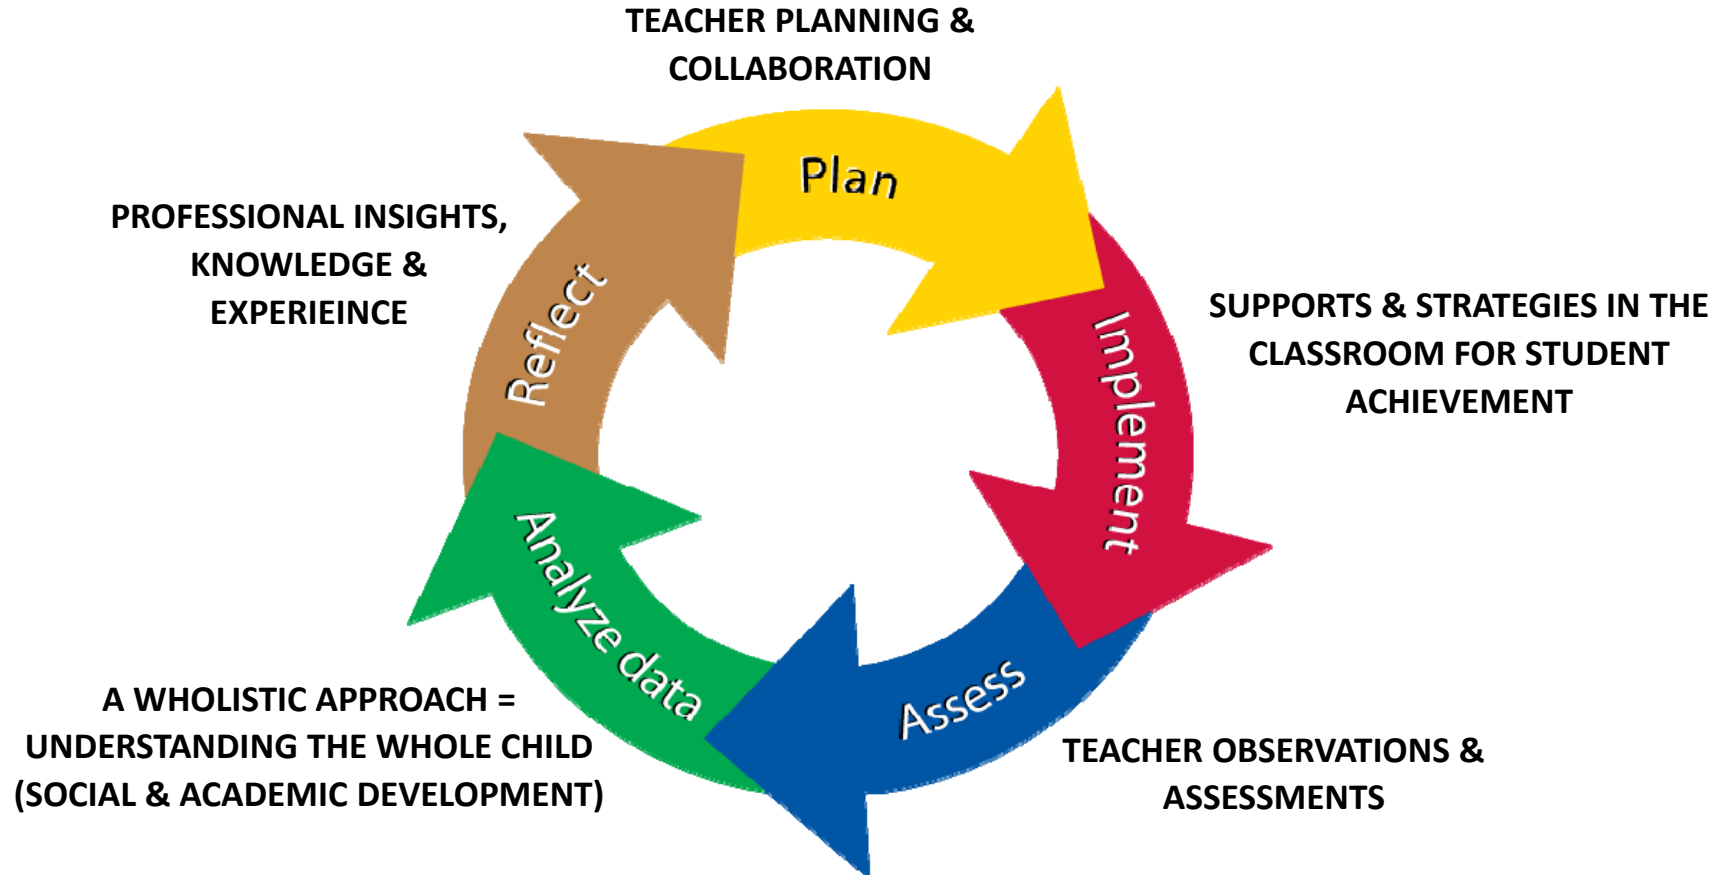 TEACHER PLANNING &
COLLABORATION
Plan
PROFESSIONAL INSIGHTS,
KNOWLEDGE &
EXPERIEINCE
Reflect
Implement
SUPPORTS & STRATEGIES IN THE
CLASSROOM FOR STUDENT
ACHIEVEMENT
Analyze data
Assess
A WHOLISTIC APPROACH =
UNDERSTANDING THE WHOLE CHILD
(SOCIAL & ACADEMIC DEVELOPMENT)
TEACHER OBSERVATIONS &
ASSESSMENTS